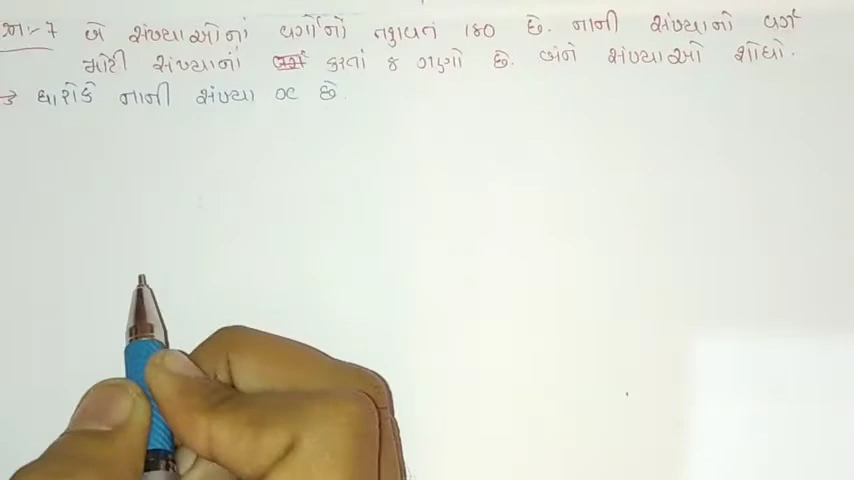 પ્ર:-7 બે સંખ્યાઓનાં વર્ગોનો તફાવત 180 છે. નાની સંખ્યાનો વર્ગ
મોટી સંખ્યાનાં કરતાં 8 ગણો છે. બંને સંખ્યાઓ શોધો.
→ ધારોકે નાની સંખ્યા x છે.